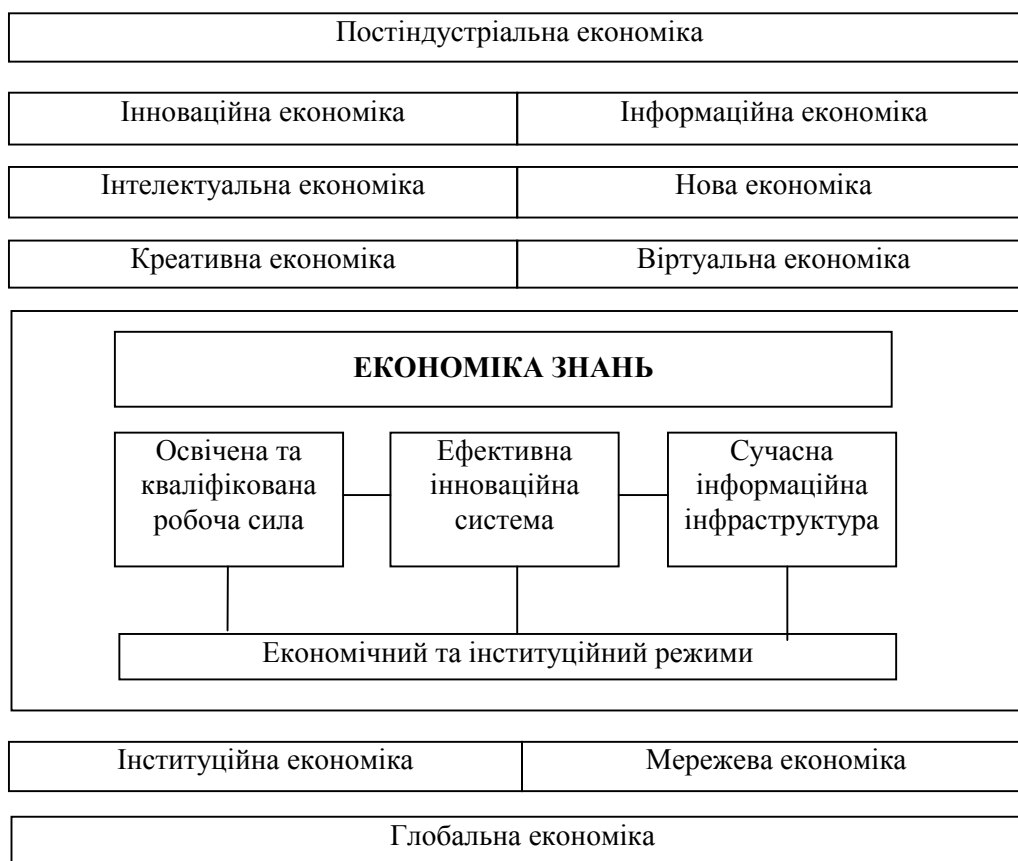 Постіндустріальна економіка
Інноваційна економіка
Інформаційна економіка
Інтелектуальна економіка
Нова економіка
Креативна економіка
Віртуальна економіка
ЕКОНОМІКА ЗНАНЬ
Освічена та
кваліфікована
робоча сила
Ефективна
інноваційна
система
Сучасна
інформаційна
інфраструктура
Економічний та інституційний режими
Інституційна економіка
Мережева економіка
Глобальна економіка